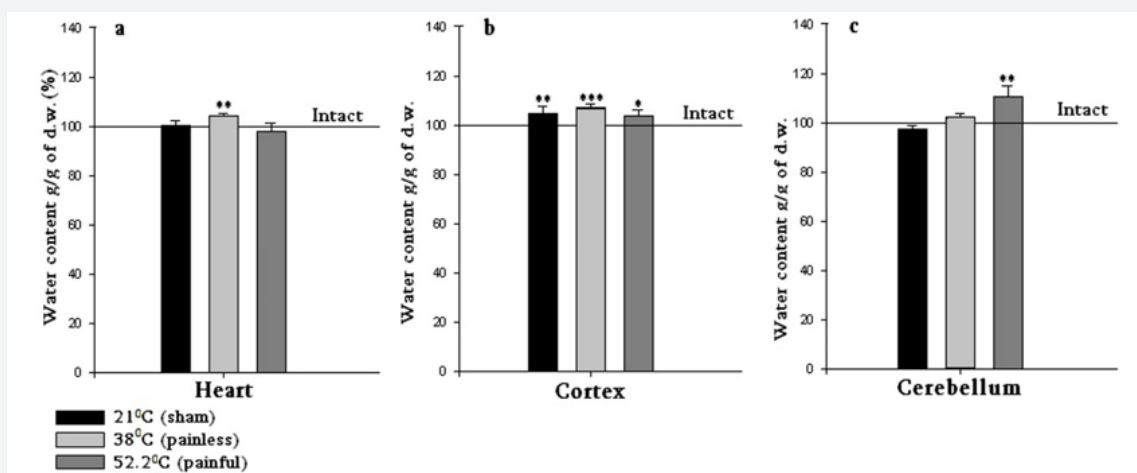 a
140
120
100
80
60
40
20
0
Water content g/g of d.w. (%)
**
Intact
Heart
b
140
120
100
80
60
40
20
0
Water content g/g of d.w.
**
***
*
Intact
Cortex
c
140
120
100
80
60
40
20
0
Water content g/g of d.w.
**
Intact
Cerebellum
21⁰C (sham)
38⁰C (painless)
52.2⁰C (painful)